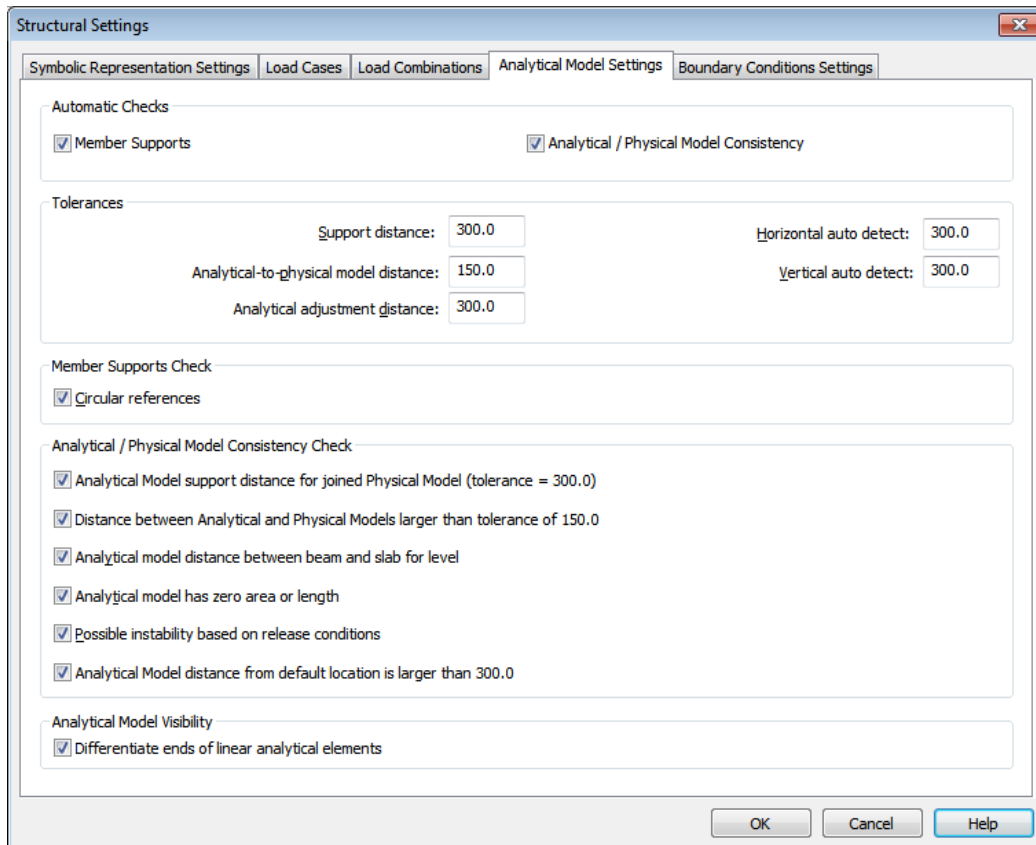 Structural Settings
Symbolic Representation Settings Load Cases Load Combinations Analytical Model Settings Boundary Conditions Settings
Automatic Checks
Member Supports Analytical / Physical Model Consistency
Tolerances
Support distance: 300.0 Horizontal auto detect: 300.0
Analytical-to-physical model distance: 150.0 Vertical auto detect: 300.0
Analytical adjustment distance: 300.0
Member Supports Check
Circular references
Analytical / Physical Model Consistency Check
Analytical Model support distance for joined Physical Model (tolerance = 300.0)
Distance between Analytical and Physical Models larger than tolerance of 150.0
Analytical model distance between beam and slab for level
Analytical model has zero area or length
Possible instability based on release conditions
Analytical Model distance from default location is larger than 300.0
Analytical Model Visibility
Differentiate ends of linear analytical elements
OK Cancel Help